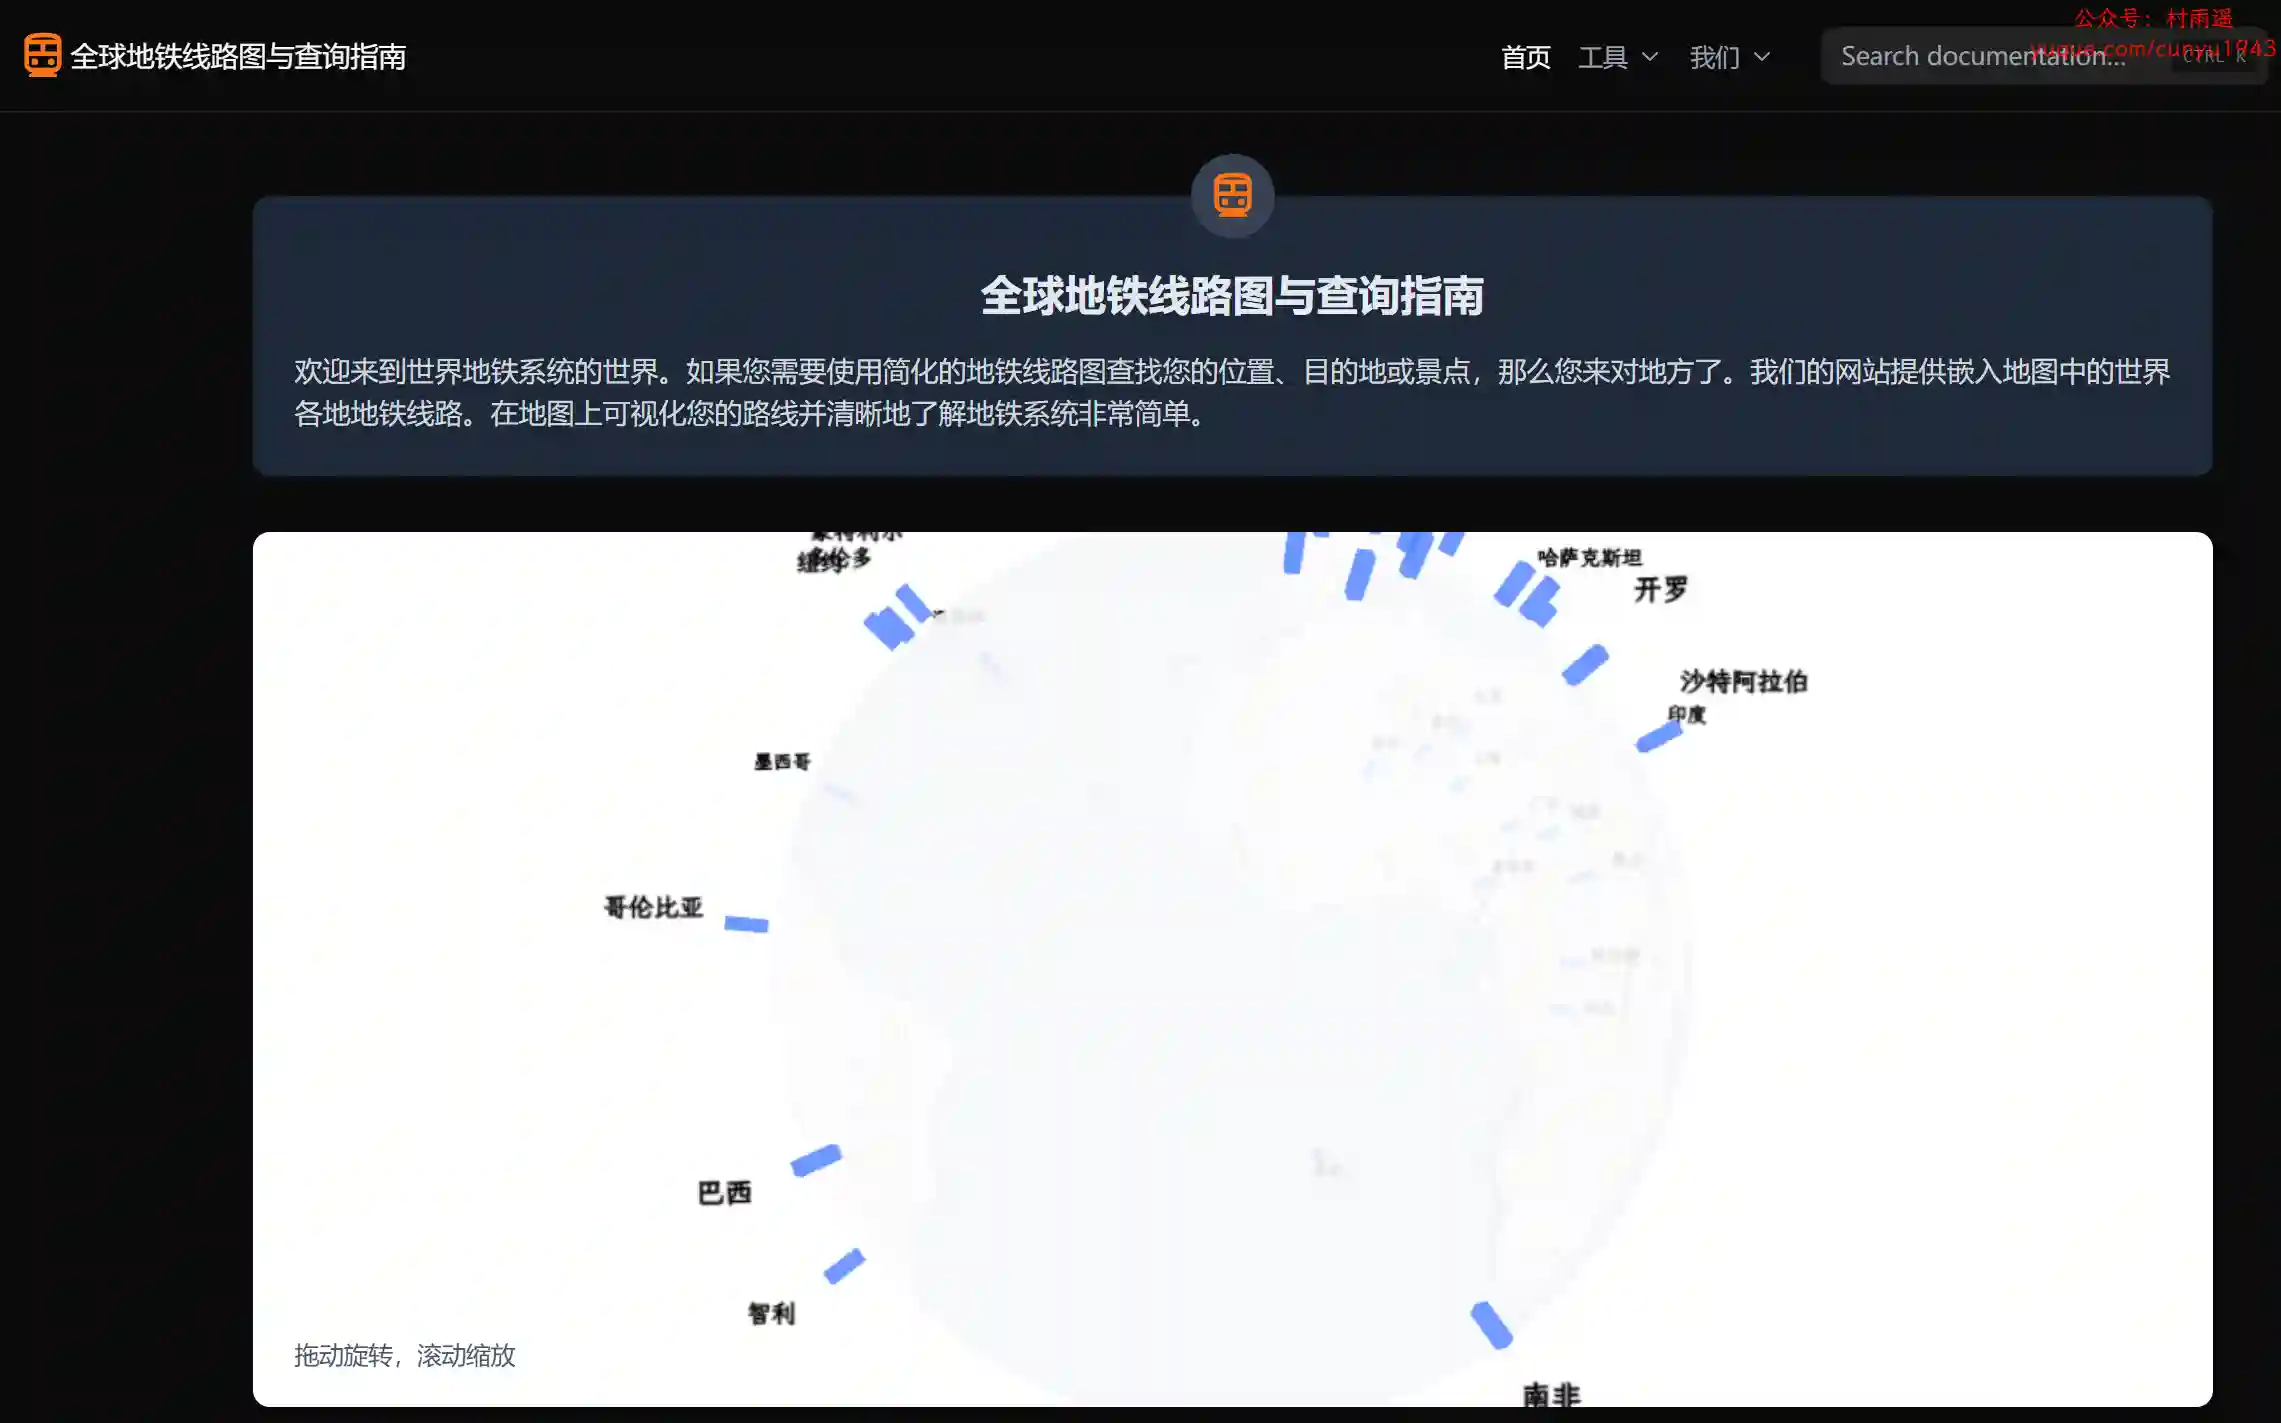 公众号：村雨遥
yuque.com/cunyu1943
全球地铁线路图与查询指南
首页 工具 我们 Search documentation... CTRL K
全球地铁线路图与查询指南
欢迎来到世界地铁系统的世界。如果您需要使用简化的地铁线路图查找您的位置、目的地或景点，那么您来对地方了。我们的网站提供嵌入地图中的世界
各地地铁线路。在地图上可视化您的路线并清晰地了解地铁系统非常简单。
蒙特利尔
纽约
多伦多
哈萨克斯坦
开罗
沙特阿拉伯
印度
墨西哥
哥伦比亚
巴西
智利
拖动旋转，滚动缩放
南非